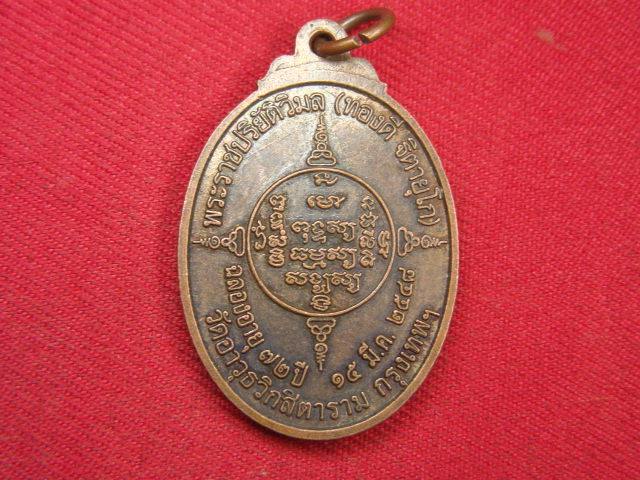 พระราชปริยัติวิมล (ทองดี ฐิตายุโก)
ฉลองอายุ ๗๒ ปี ๑๕ มี.ค. ๒๕๔๘
วัดอาวุธวิกสิตาราม กรุงเทพฯ